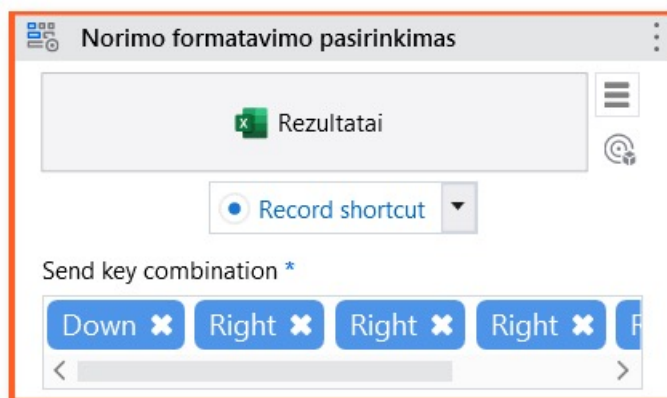 Norimo formatavimo pasirinkimas
Rezultatai
Record shortcut
Send key combination *
Down Right Right Right